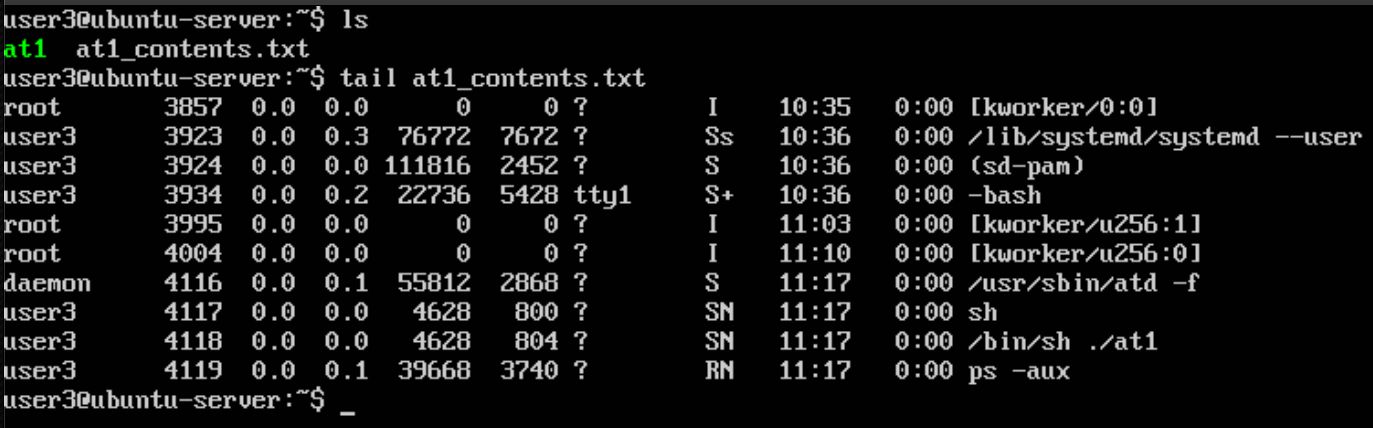 user3@ubuntu-server:~$ ls
at1  at1_contents.txt
user3@ubuntu-server:~$ tail at1_contents.txt
root       3857  0.0  0.0      0     0 ?        I    10:35   0:00 [kworker/0:0]
user3      3923  0.0  0.3  76772  7672 ?        Ss   10:36   0:00 /lib/systemd/systemd --user
user3      3924  0.0  0.0 111816  2452 ?        S    10:36   0:00 (sd-pam)
user3      3934  0.0  0.2  22736  5428 tty1     S+   10:36   0:00 -bash
root       3995  0.0  0.0      0     0 ?        I    11:03   0:00 [kworker/u256:1]
root       4004  0.0  0.0      0     0 ?        I    11:10   0:00 [kworker/u256:0]
daemon     4116  0.0  0.1  55812  2868 ?        S    11:17   0:00 /usr/sbin/atd -f
user3      4117  0.0  0.0   4628   800 ?        SN   11:17   0:00 sh
user3      4118  0.0  0.0   4628   804 ?        SN   11:17   0:00 /bin/sh ./at1
user3      4119  0.0  0.1  39668  3740 ?        RN   11:17   0:00 ps -aux
user3@ubuntu-server:~$ _